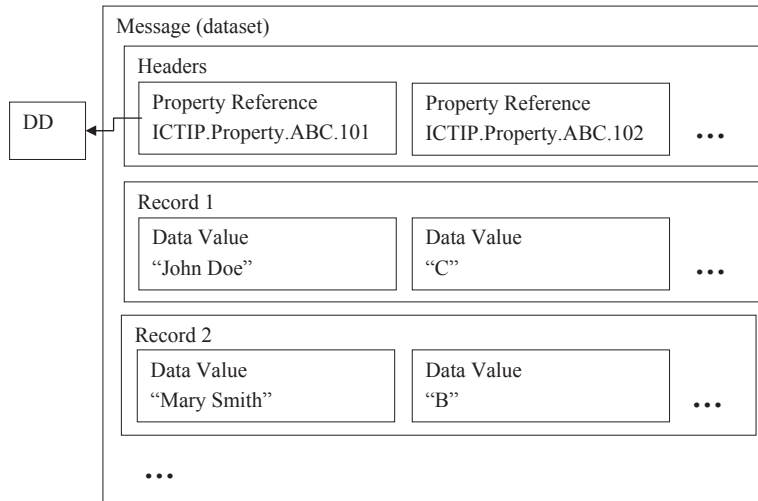 Message (dataset)
Headers
DD
Property Reference
ICTIP.Property.ABC.101
Property Reference
ICTIP.Property.ABC.102
...
Record 1
Data Value
“John Doe”
Data Value
“C”
...
Record 2
Data Value
“Mary Smith”
Data Value
“B”
...
...